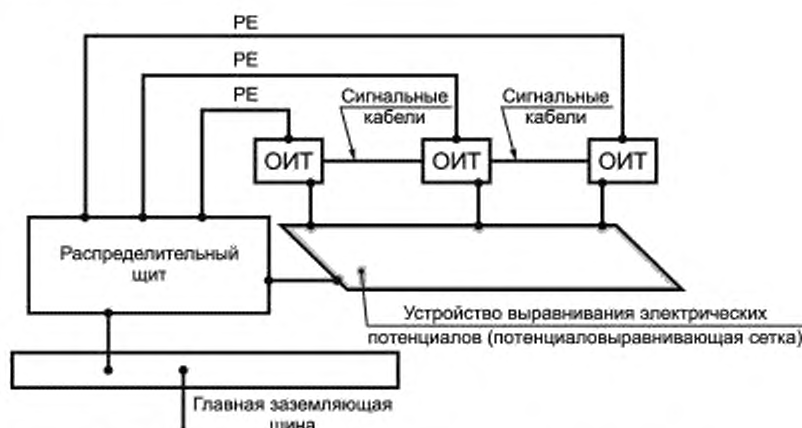 PE
PE
PE
Сигнальные
кабели
Сигнальные
кабели
ОИТ
ОИТ
ОИТ
Распределительный
щит
Устройство выравнивания электрических
потенциалов (потенциаловыравнивающая сетка)
Главная заземляющая
шина